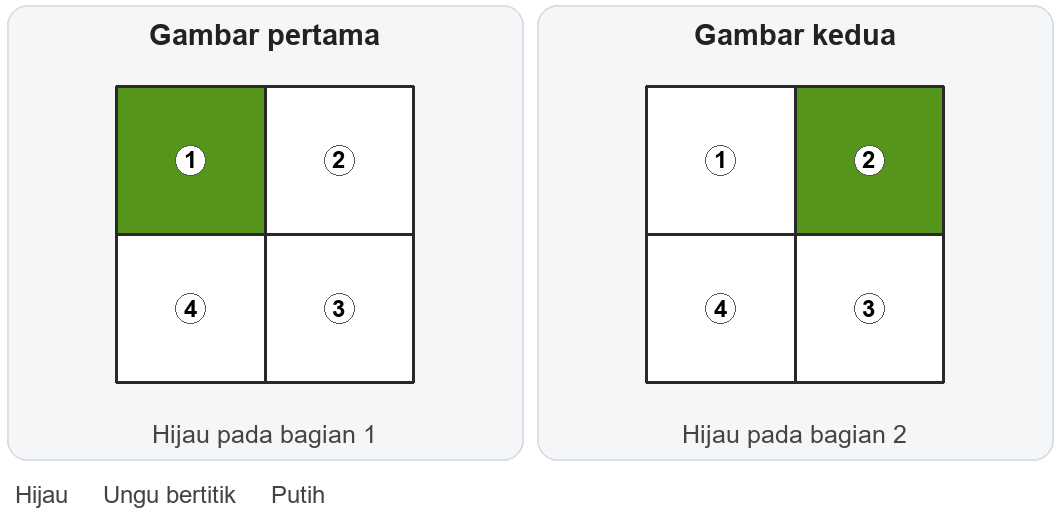 Gambar pertama
1
2
4
3
Hijau pada bagian 1
Gambar kedua
1
2
4
3
Hijau pada bagian 2
Hijau Ungu bertitik Putih